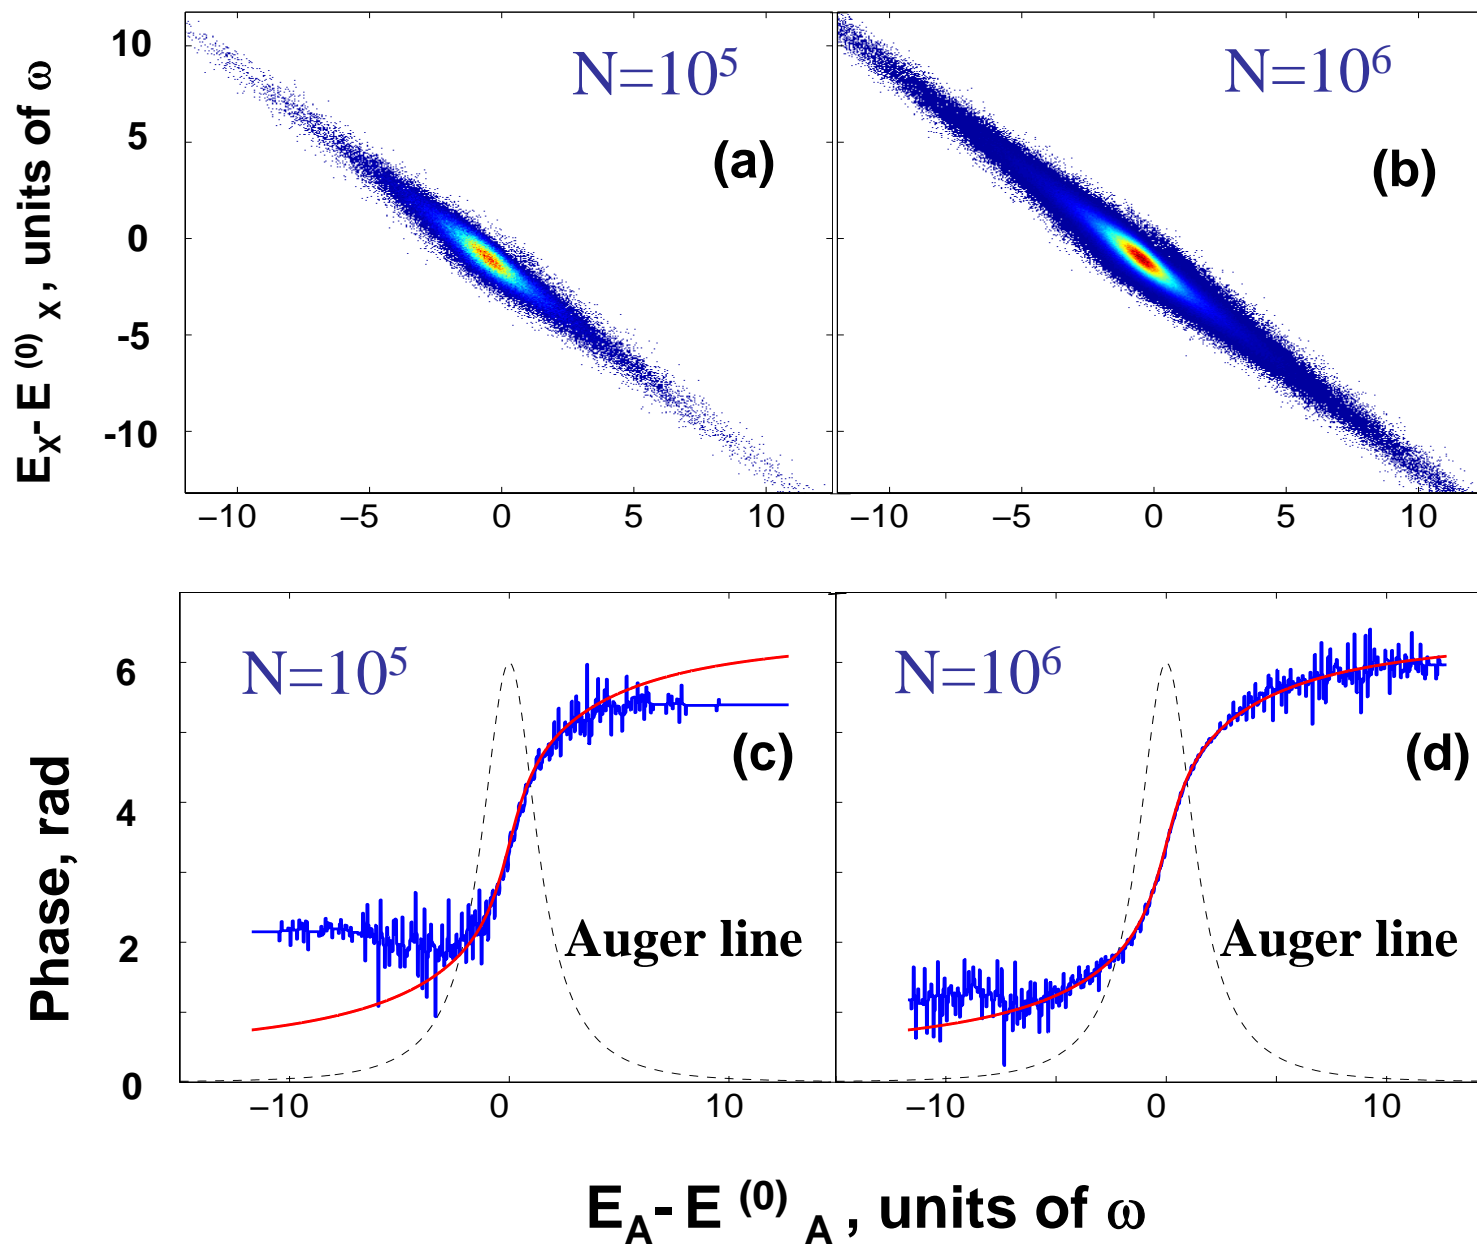 N=10⁵
N=10⁶
(a)
(b)
10
5
0
-5
-10
Eₓ- E ⁽⁰⁾ ₓ , units of ω
−10 −5 0 5 10
−10 −5 0 5 10
N=10⁵
N=10⁶
(c)
(d)
6
4
2
0
Phase, rad
Auger line
Auger line
−10 0 10
−10 0 10
E_A- E ⁽⁰⁾ _A , units of ω